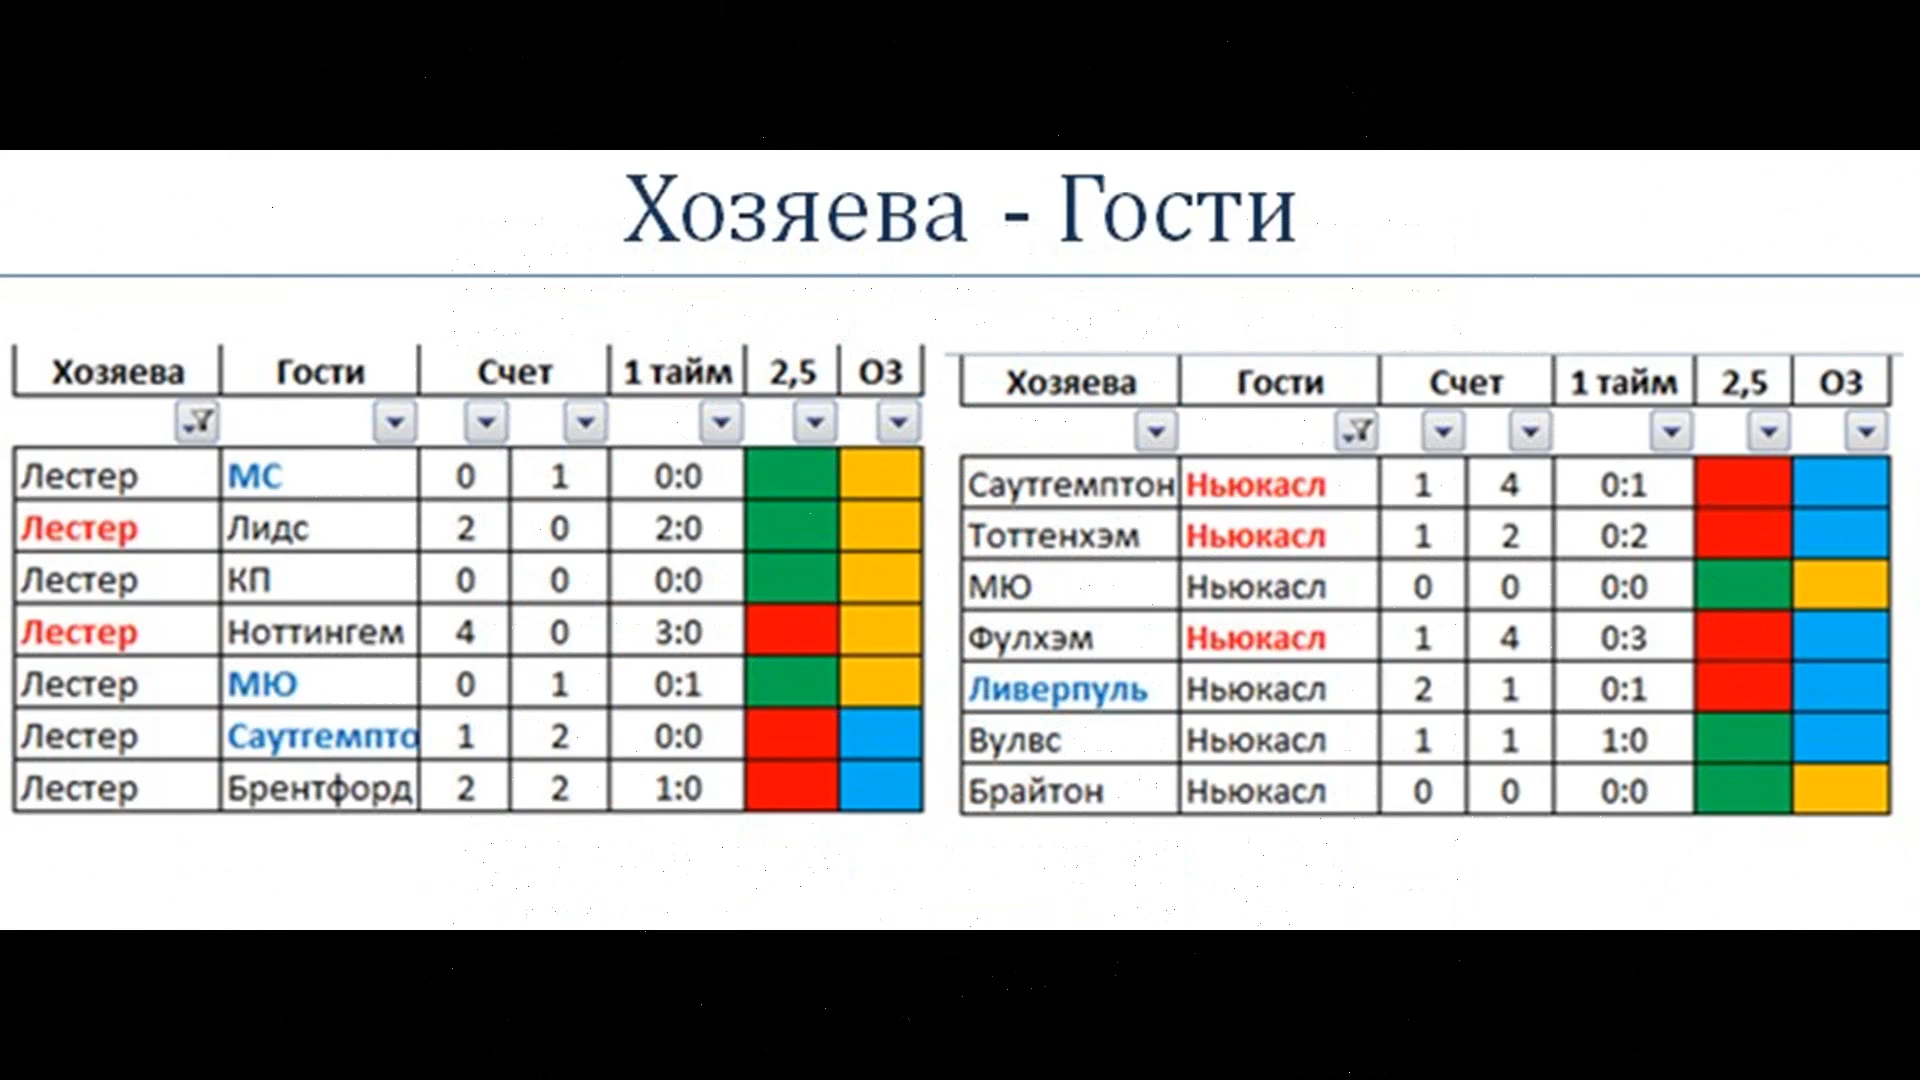 Хозяева - Гости
Хозяева Гости Счет 1 тайм 2,5 ОЗ
Лестер МС 0 1 0:0
Лестер Лидс 2 0 2:0
Лестер КП 0 0 0:0
Лестер Ноттингем 4 0 3:0
Лестер МЮ 0 1 0:1
Лестер Саутгемпто 1 2 0:0
Лестер Брентфорд 2 2 1:0
Хозяева Гости Счет 1 тайм 2,5 ОЗ
Саутгемптон Ньюкасл 1 4 0:1
Тоттенхэм Ньюкасл 1 2 0:2
МЮ Ньюкасл 0 0 0:0
Фулхэм Ньюкасл 1 4 0:3
Ливерпуль Ньюкасл 2 1 0:1
Вулвс Ньюкасл 1 1 1:0
Брайтон Ньюкасл 0 0 0:0